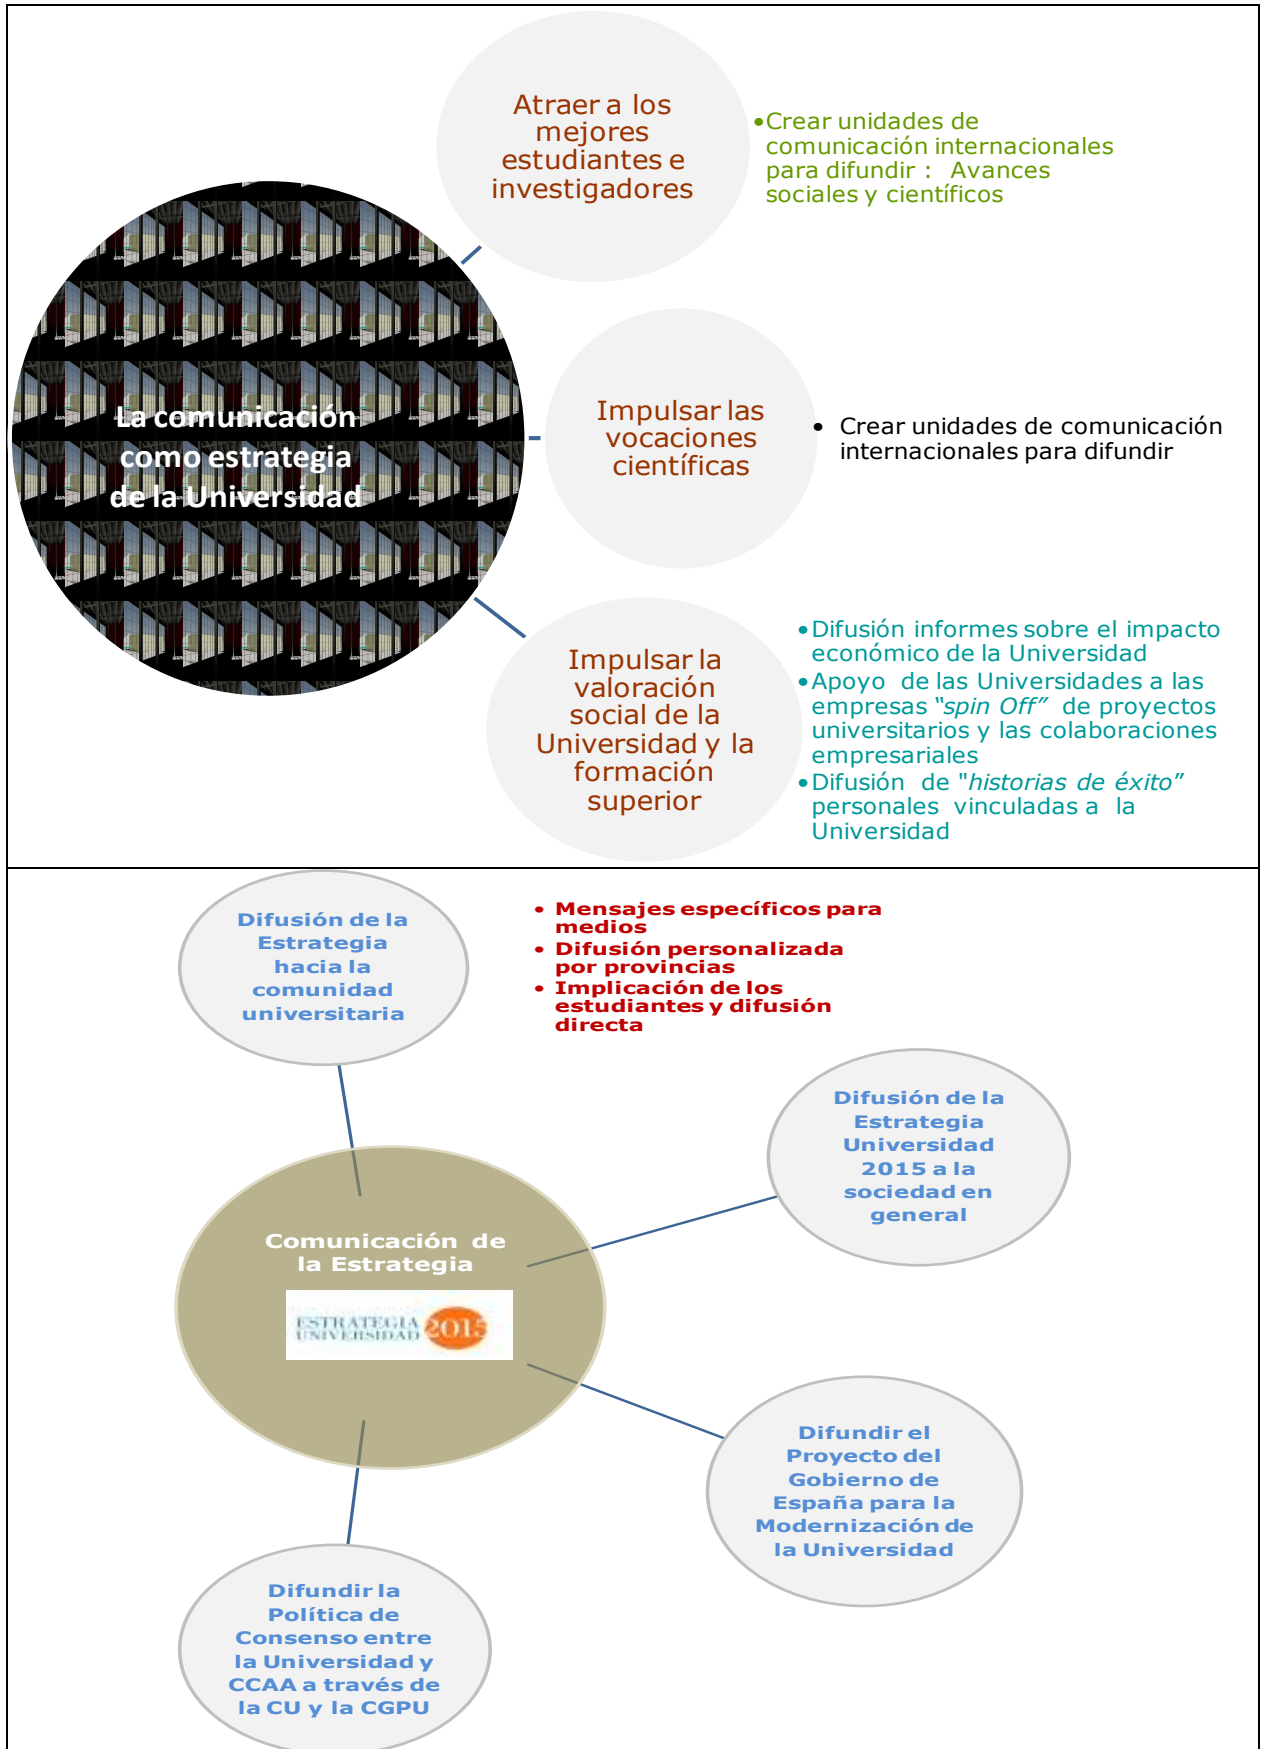 Atraer a los
mejores
estudiantes e
investigadores
•Crear unidades de
comunicación internacionales
para difundir : Avances
sociales y científicos
La comunicación
como estrategia
de la Universidad
Impulsar las
vocaciones
científicas
• Crear unidades de comunicación
internacionales para difundir
Impulsar la
valoración
social de la
Universidad y la
formación
superior
•Difusión informes sobre el impacto
económico de la Universidad
•Apoyo de las Universidades a las
empresas “spin Off” de proyectos
universitarios y las colaboraciones
empresariales
•Difusión de "historias de éxito”
personales vinculadas a la
Universidad
Difusión de la
Estrategia
hacia la
comunidad
universitaria
• Mensajes específicos para
medios
• Difusión personalizada
por provincias
• Implicación de los
estudiantes y difusión
directa
Difusión de la
Estrategia
Universidad
2015 a la
sociedad en
general
Comunicación de
la Estrategia
ESTRATEGIA
UNIVERSIDAD 2015
Difundir el
Proyecto del
Gobierno de
España para la
Modernización de
la Universidad
Difundir la
Política de
Consenso entre
la Universidad y
CCAA a través de
la CU y la CGPU